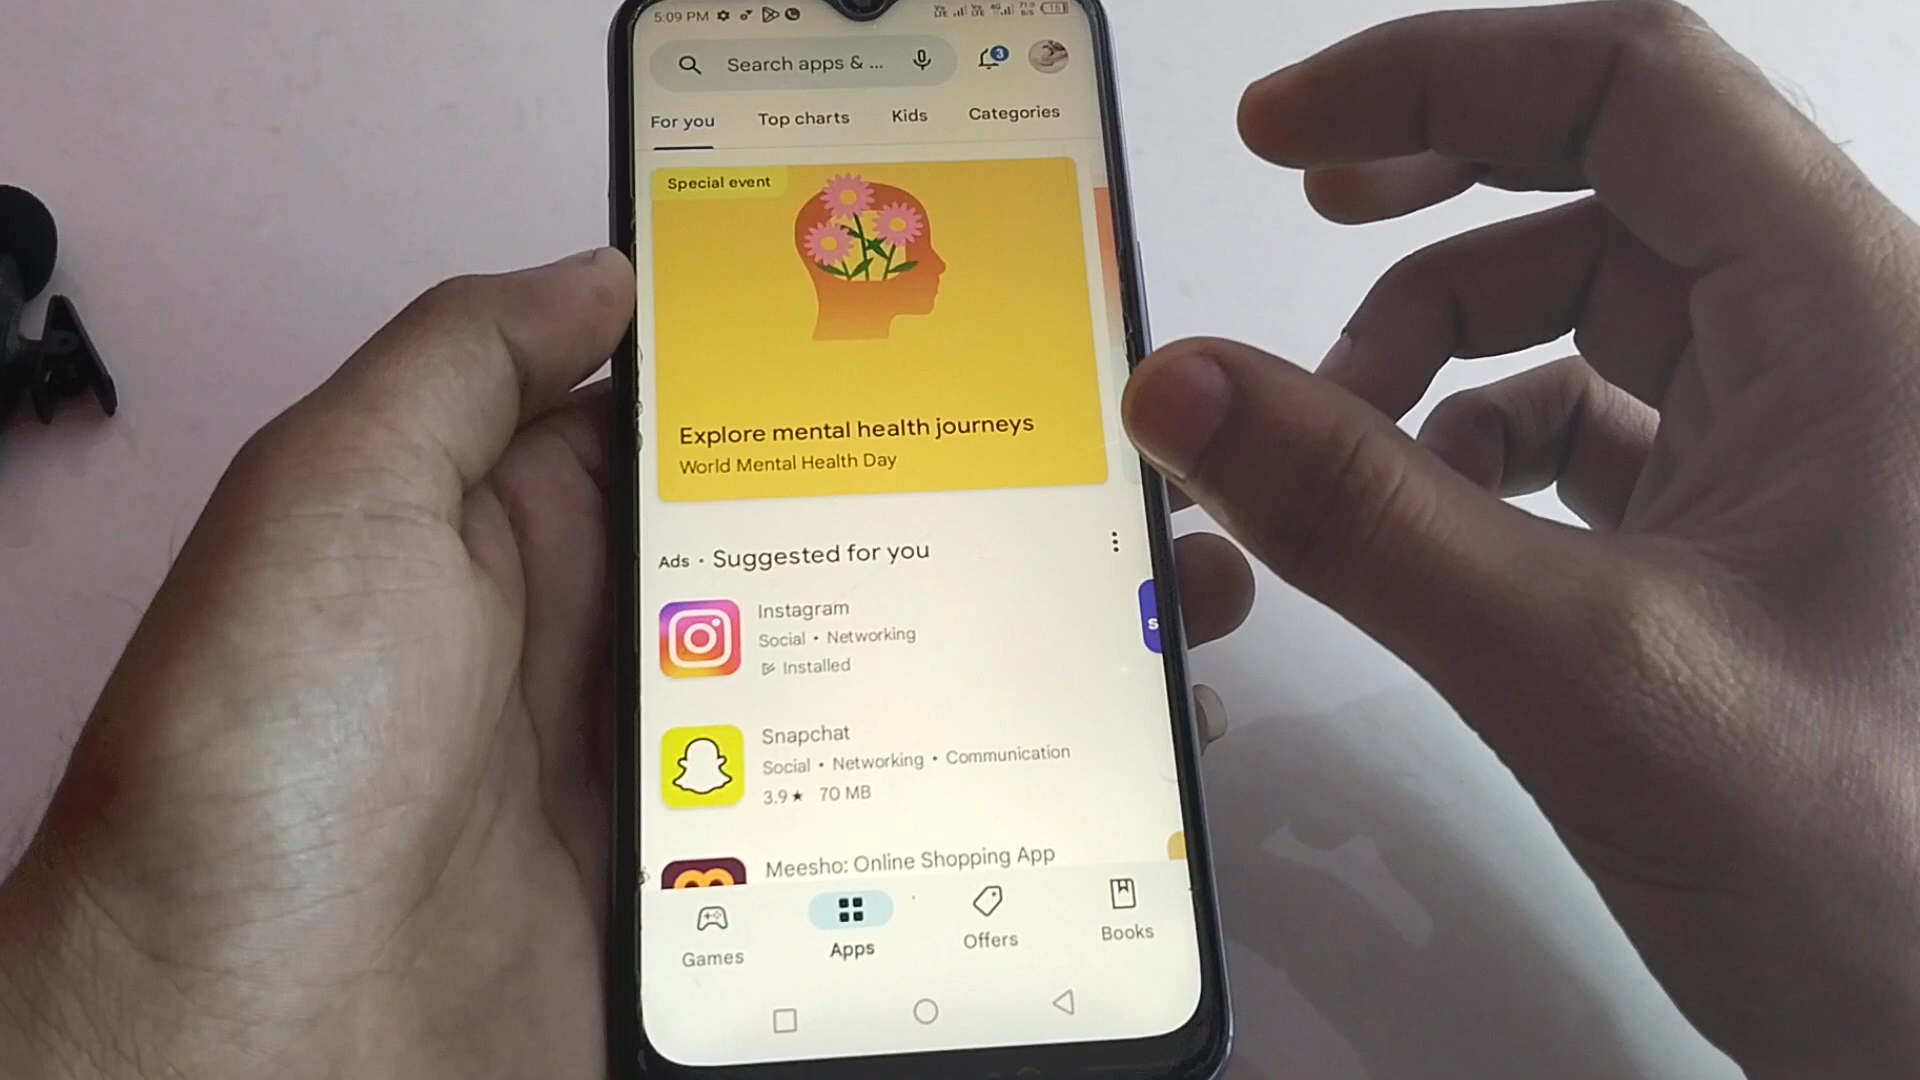 5:09 PM
Search apps & ...
3
For you
Top charts
Kids
Categories
Special event
Explore mental health journeys
World Mental Health Day
Ads • Suggested for you
Instagram
Social • Networking
Installed
S
Snapchat
Social • Networking • Communication
3.9★ 70 MB
Meesho: Online Shopping App
Games
Apps
Offers
Books